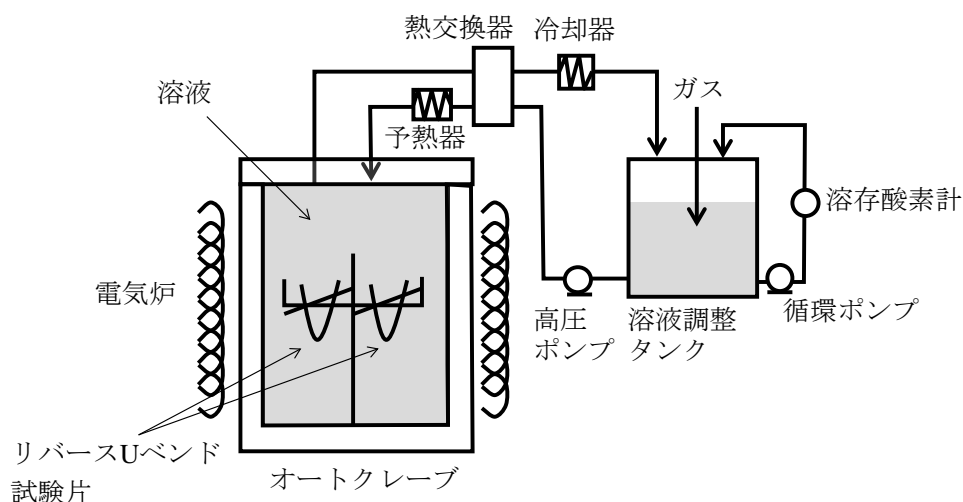 熱交換器
冷却器
溶液
ガス
予熱器
溶存酸素計
電気炉
高圧
ポンプ
溶液調整
タンク
循環ポンプ
リバースUベンド
試験片
オートクレーブ